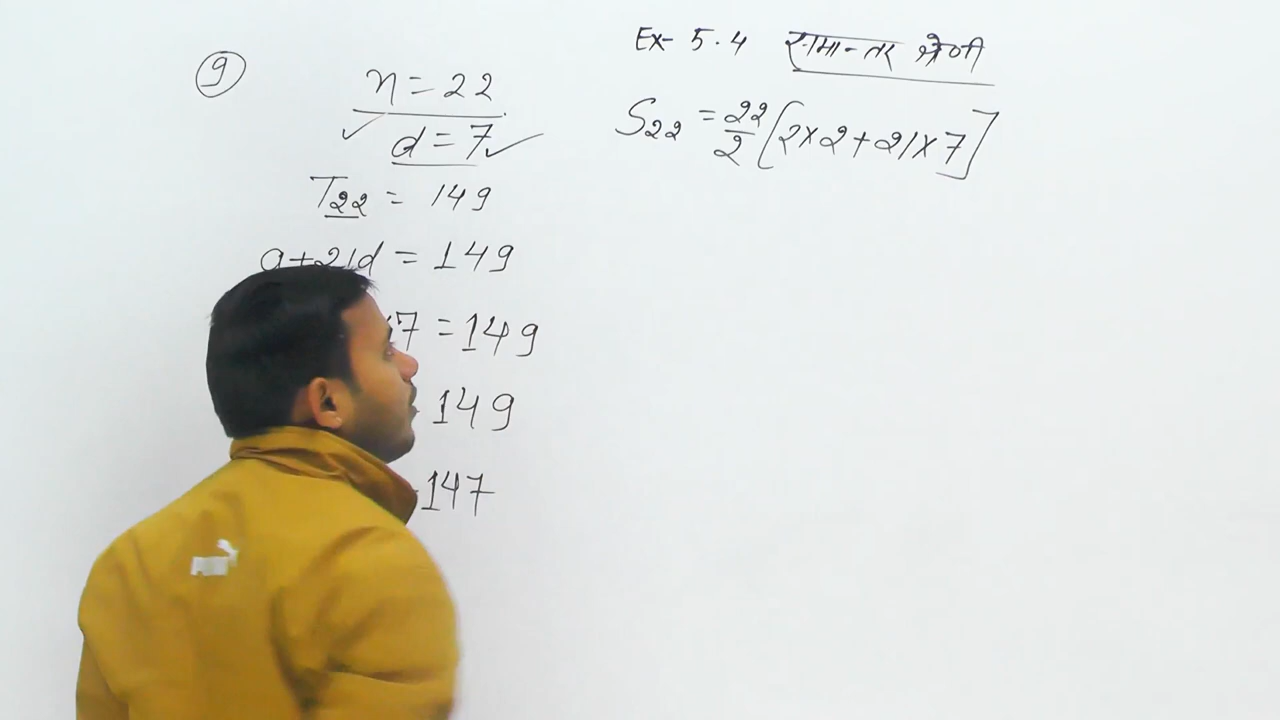 Ex- 5.4 समान्तर श्रेणी
9
n = 22
d = 7
T22 = 149
a+21d = 149
7 = 149
149
147
S22 = 22/2 [2×2+21×7]